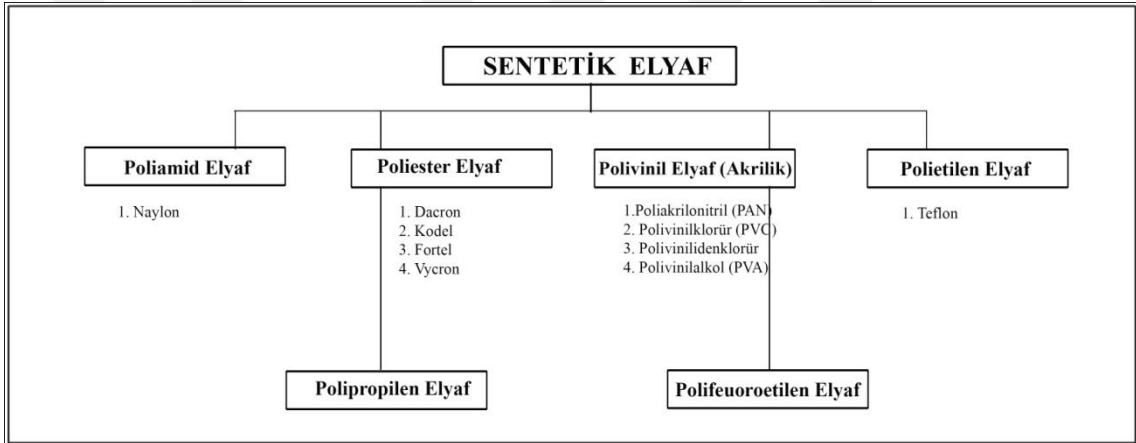 SENTETİK ELYAF
Poliamid Elyaf
1. Naylon
Poliester Elyaf
1. Dacron
2. Kodel
3. Fortel
4. Vycron
Polivinil Elyaf (Akrilik)
1.Poliakrilonitril (PAN)
2. Polivinilklorür (PVC)
3. Polivinilidenklorür
4. Polivinilalkol (PVA)
Polietilen Elyaf
1. Teflon
Polipropilen Elyaf
Polifeuoroetilen Elyaf